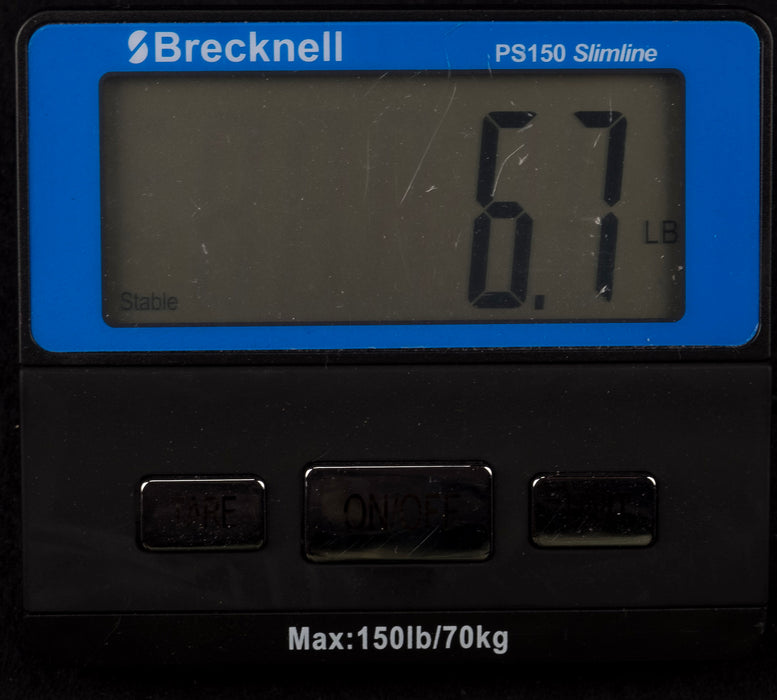 Brecknell PS150 Slimline
6.7 LB
Stable
TARE ON/OFF
Max:150lb/70kg